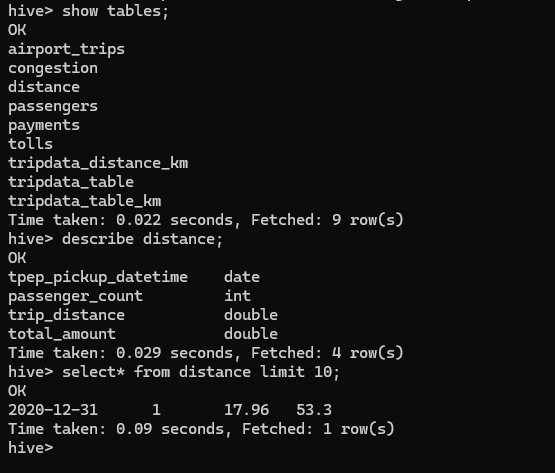 hive> show tables;
OK
airport_trips
congestion
distance
passengers
payments
tolls
tripdata_distance_km
tripdata_table
tripdata_table_km
Time taken: 0.022 seconds, Fetched: 9 row(s)
hive> describe distance;
OK
tpep_pickup_datetime    date
passenger_count         int
trip_distance           double
total_amount            double
Time taken: 0.029 seconds, Fetched: 4 row(s)
hive> select* from distance limit 10;
OK
2020-12-31      1       17.96   53.3
Time taken: 0.09 seconds, Fetched: 1 row(s)
hive>